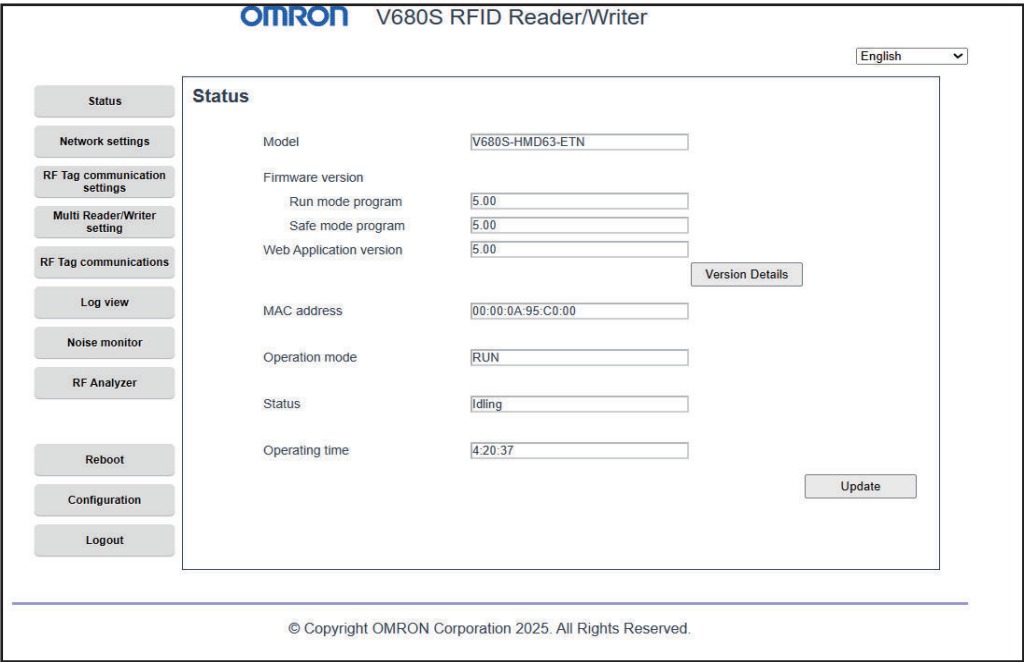 OMRON V680S RFID Reader/Writer
English
Status
Network settings
RF Tag communication
settings
Multi Reader/Writer
setting
RF Tag communications
Log view
Noise monitor
RF Analyzer
Reboot
Configuration
Logout
Status
Model V680S-HMD63-ETN
Firmware version
Run mode program 5.00
Safe mode program 5.00
Web Application version 5.00
Version Details
MAC address 00:00:0A:95:C0:00
Operation mode RUN
Status Idling
Operating time 4:20:37
Update
© Copyright OMRON Corporation 2025. All Rights Reserved.